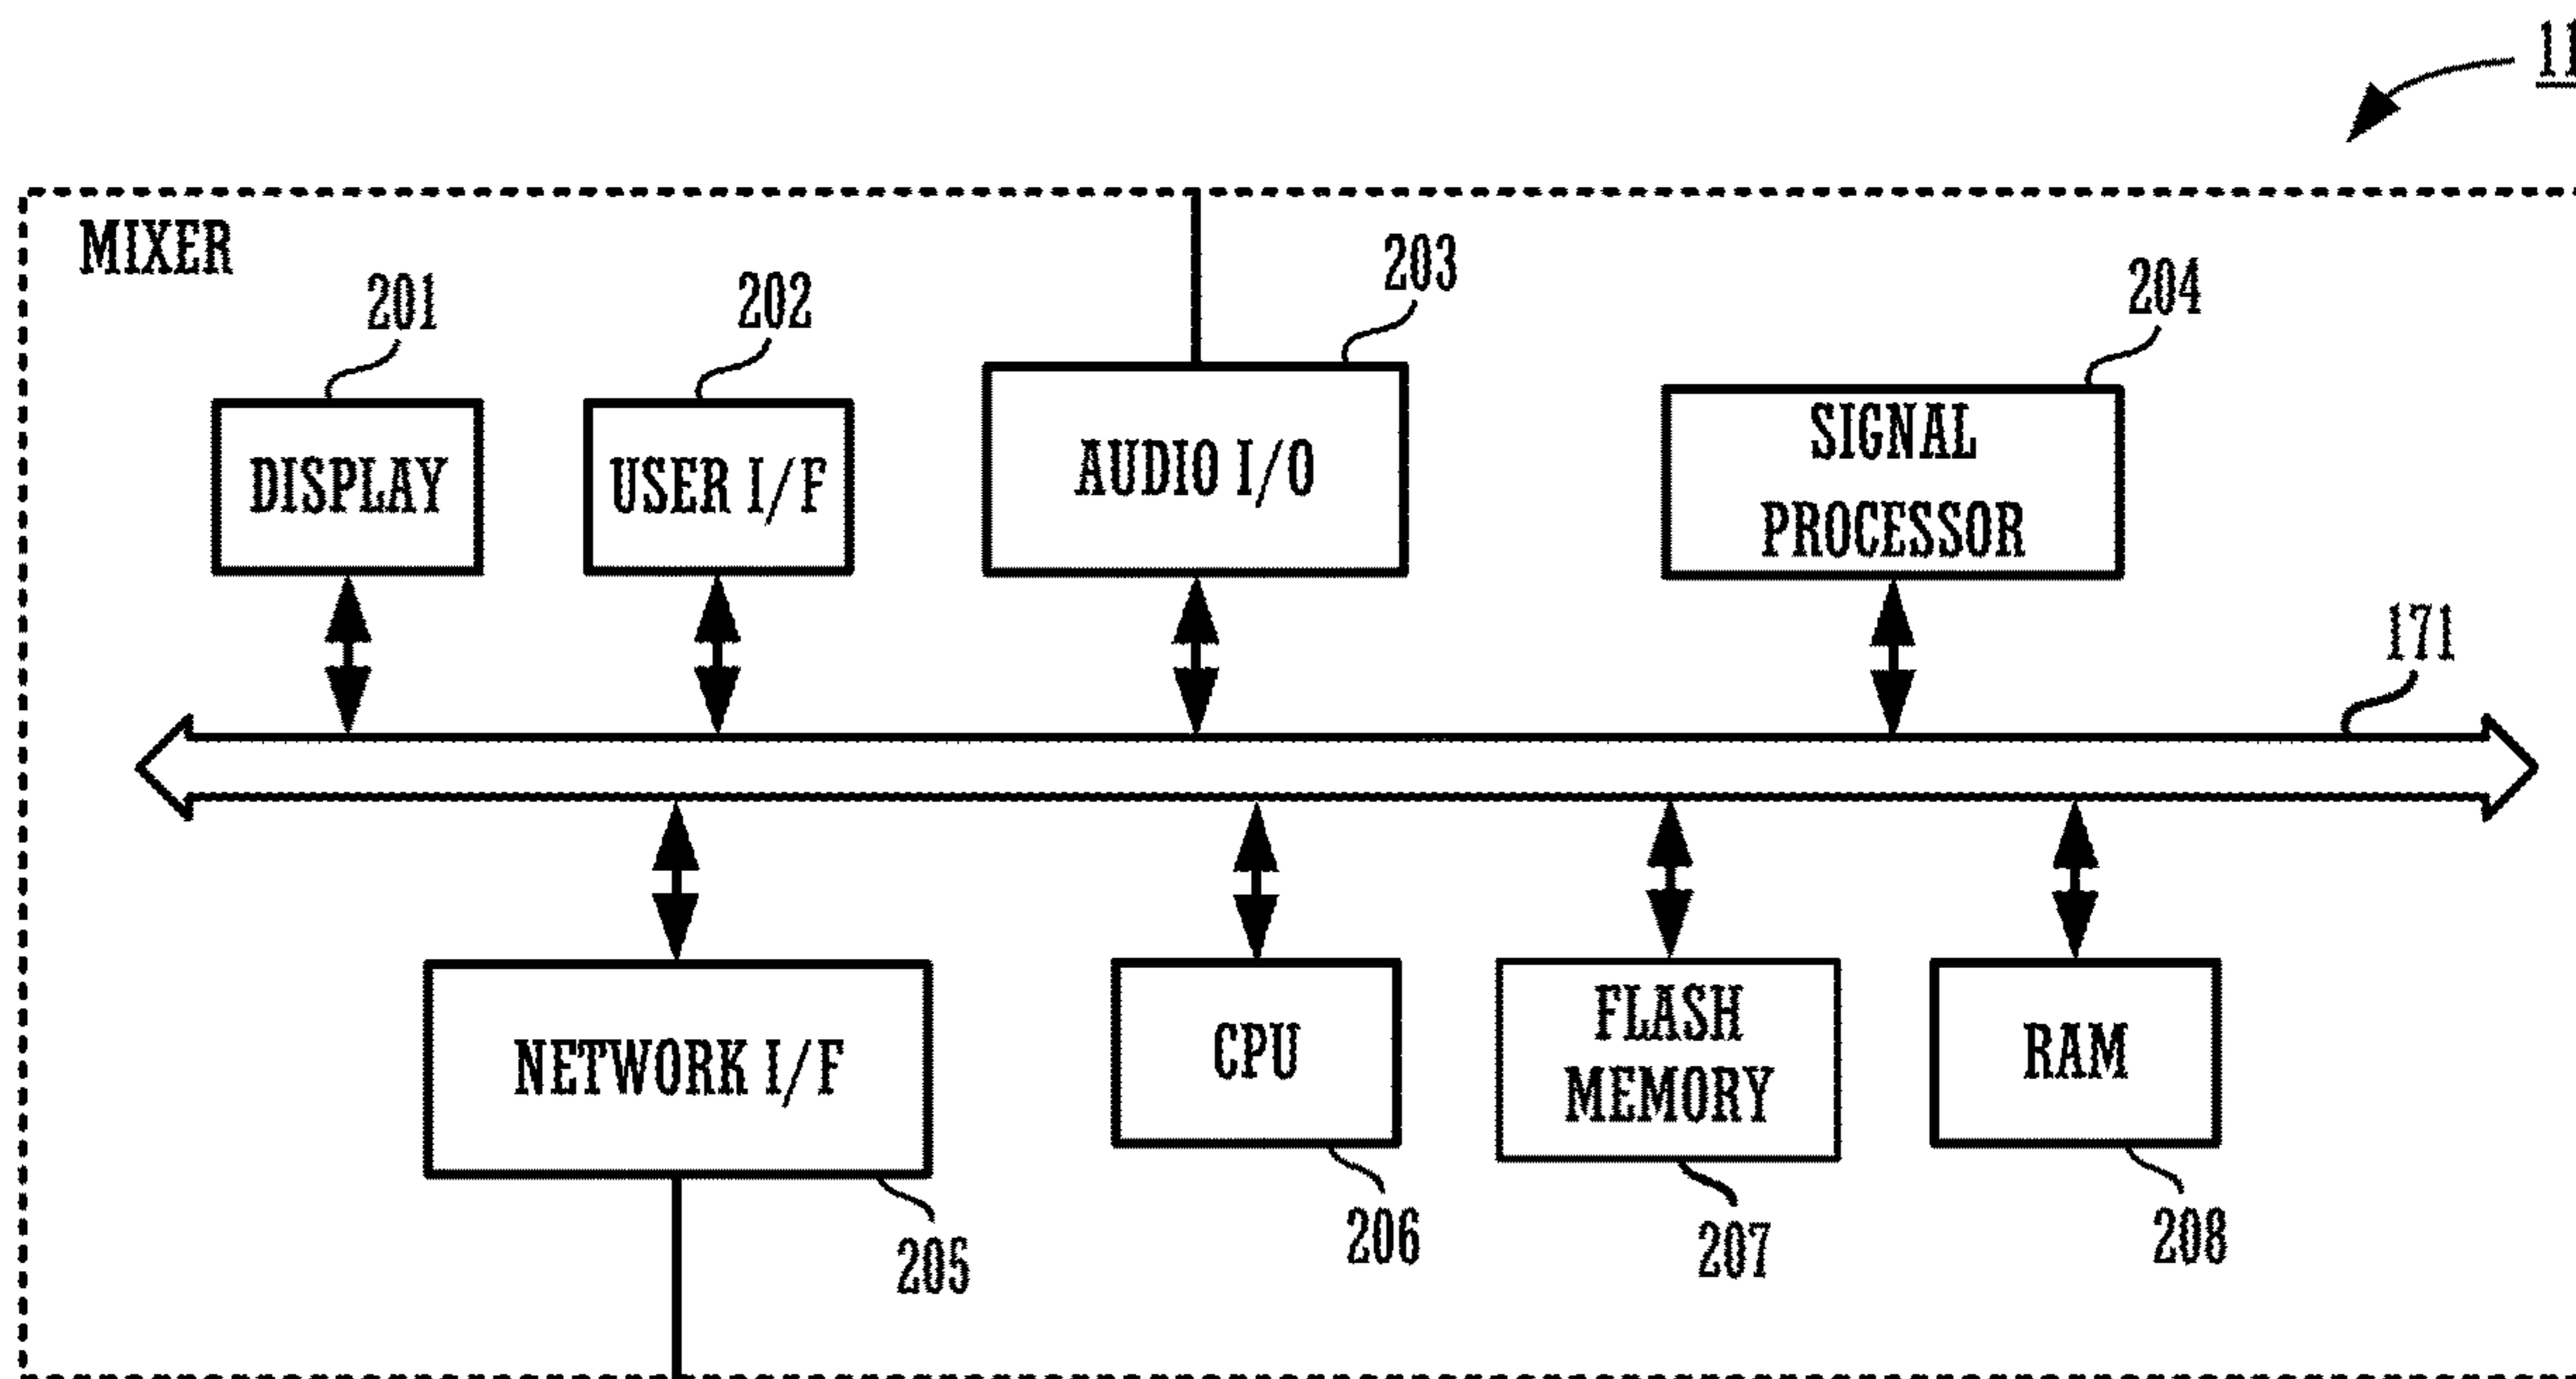 11
MIXER
201
202
203
204
DISPLAY
USER I/F
AUDIO I/O
SIGNAL
PROCESSOR
171
NETWORK I/F
CPU
FLASH
MEMORY
RAM
205
206
207
208